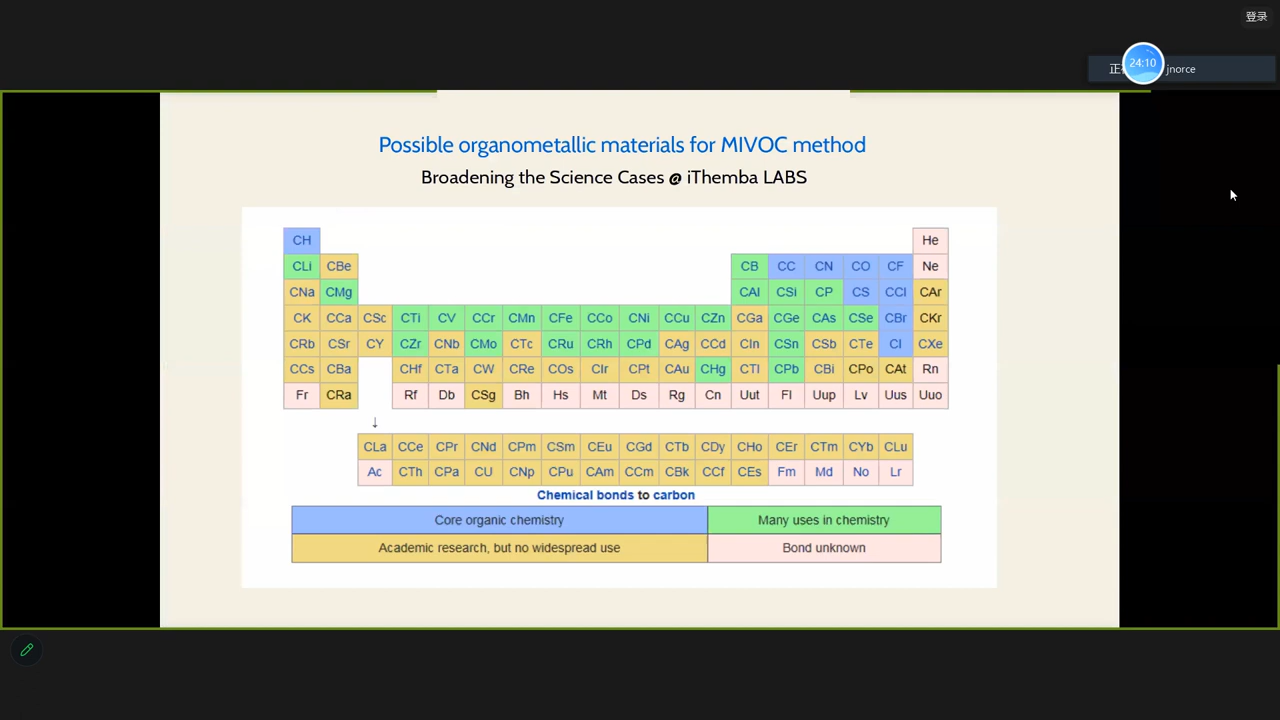 登录
正
24:10
jnorce
Possible organometallic materials for MIVOC method
Broadening the Science Cases @ iThemba LABS
CH He
CLi CBe CB CC CN CO CF Ne
CNa CMg CAl CSi CP CS CCl CAr
CK CCa CSc CTi CV CCr CMn CFe CCo CNi CCu CZn CGa CGe CAs CSe CBr CKr
CRb CSr CY CZr CNb CMo CTc CRu CRh CPd CAg CCd CIn CSn CSb CTe CI CXe
CCs CBa CHf CTa CW CRe COs CIr CPt CAu CHg CTl CPb CBi CPo CAt Rn
Fr CRa Rf Db CSg Bh Hs Mt Ds Rg Cn Uut Fl Uup Lv Uus Uuo
↓
CLa CCe CPr CNd CPm CSm CEu CGd CTb CDy CHo CEr CTm CYb CLu
Ac CTh CPa CU CNp CPu CAm CCm CBk CCf CEs Fm Md No Lr
Chemical bonds to carbon
Core organic chemistry Many uses in chemistry
Academic research, but no widespread use Bond unknown